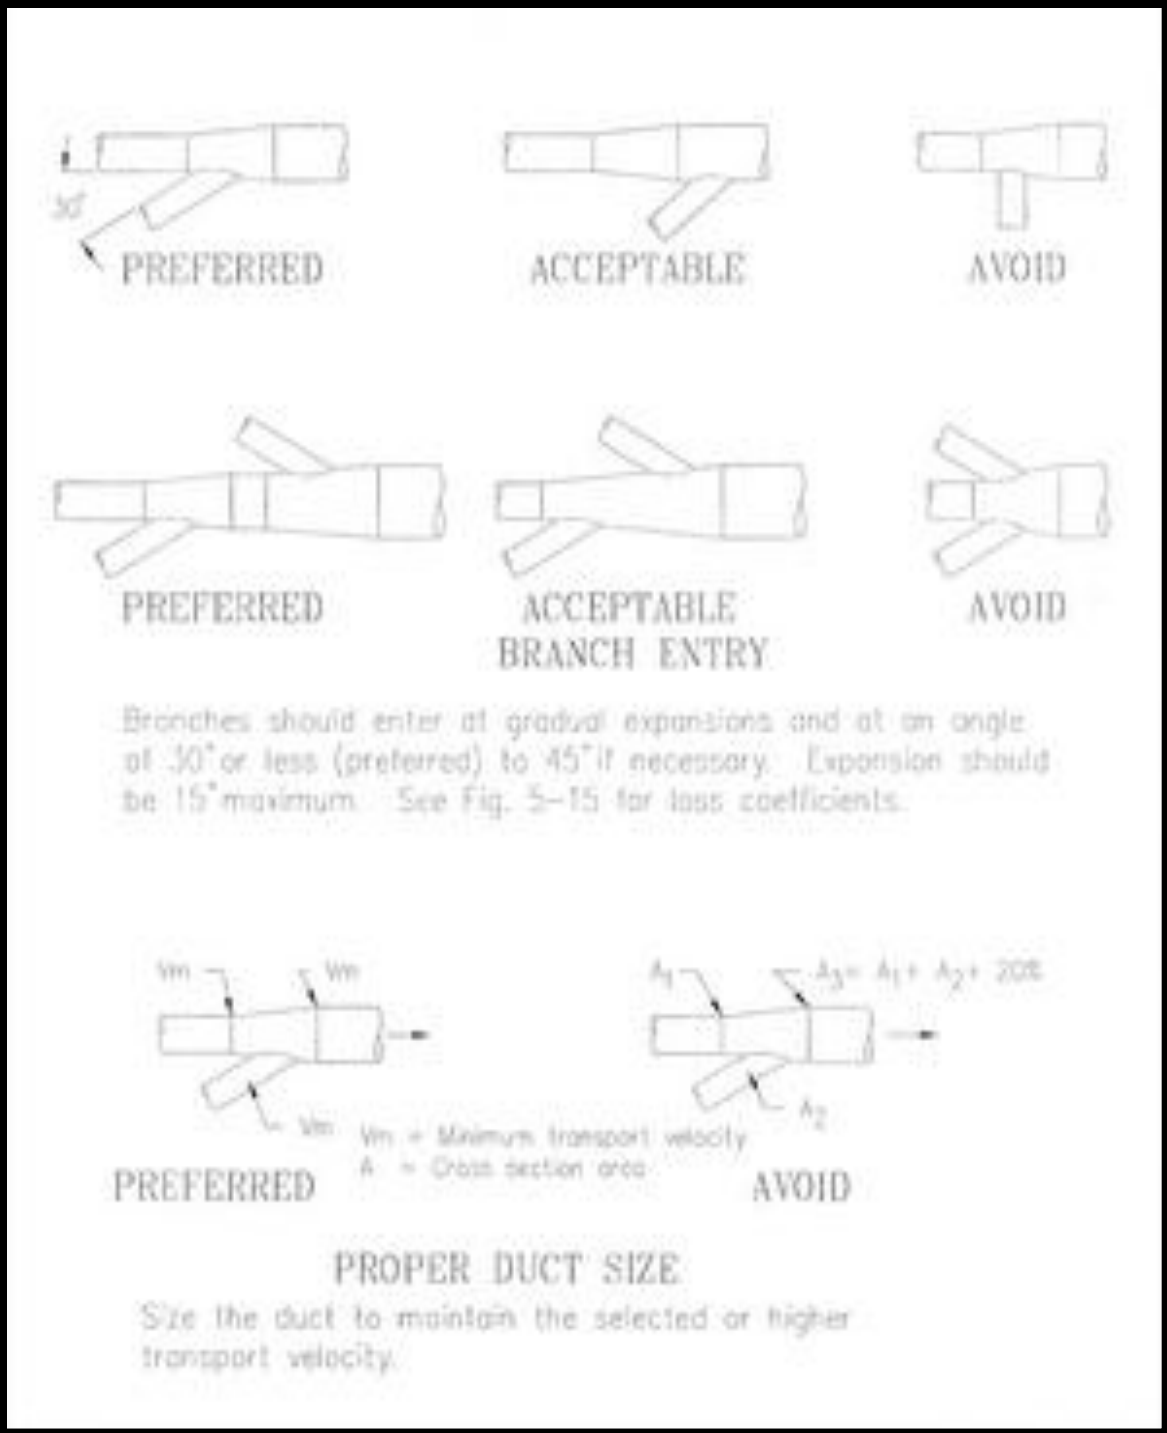 30°
PREFERRED ACCEPTABLE AVOID
PREFERRED ACCEPTABLE AVOID
BRANCH ENTRY
Branches should enter at gradual expansions and at an angle
of 30° or less (preferred) to 45° if necessary. Expansion should
be 15° maximum. See Fig. 5-15 for loss coefficients.
Vm Vm A1 A3= A1+ A2+ 20%
Vm A2
Vm = Minimum transport velocity
A = Cross section area
PREFERRED AVOID
PROPER DUCT SIZE
Size the duct to maintain the selected or higher
transport velocity.